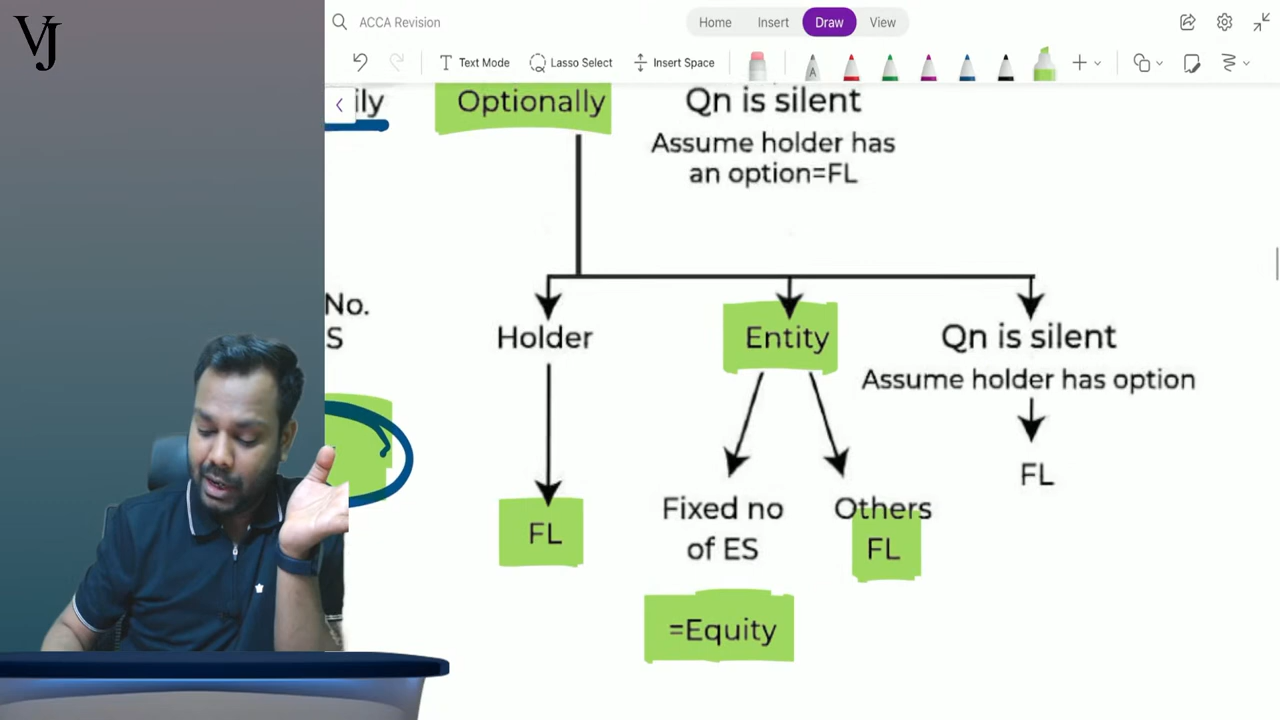 VJ
ACCA Revision
Home
Insert
Draw
View
Text Mode
Lasso Select
Insert Space
ily
Optionally
Qn is silent
Assume holder has
an option=FL
No.
S
Holder
Entity
Qn is silent
Assume holder has option
FL
Fixed no
of ES
Others
FL
FL
=Equity